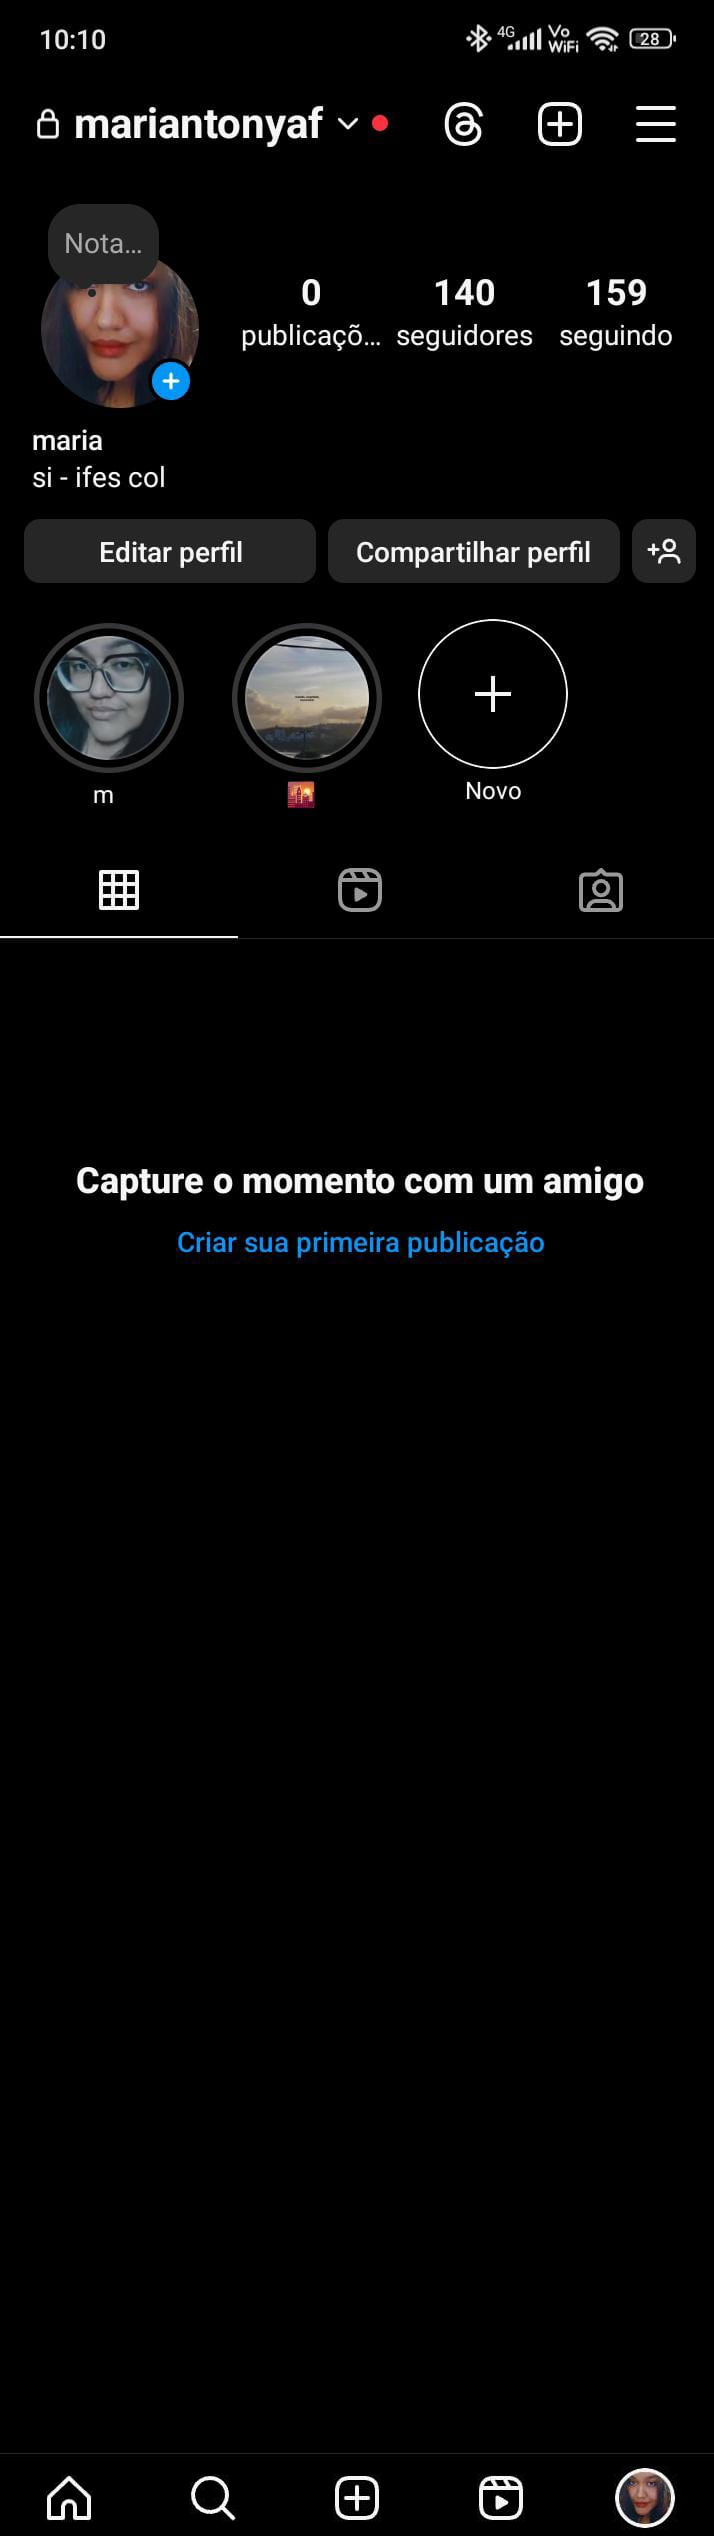 10:10
4G
Vo
WiFi
28
mariantonyaf
Nota...
0
140
159
publicaçõ...
seguidores
seguindo
maria
si - ifes col
Editar perfil
Compartilhar perfil
m
Novo
Capture o momento com um amigo
Criar sua primeira publicação